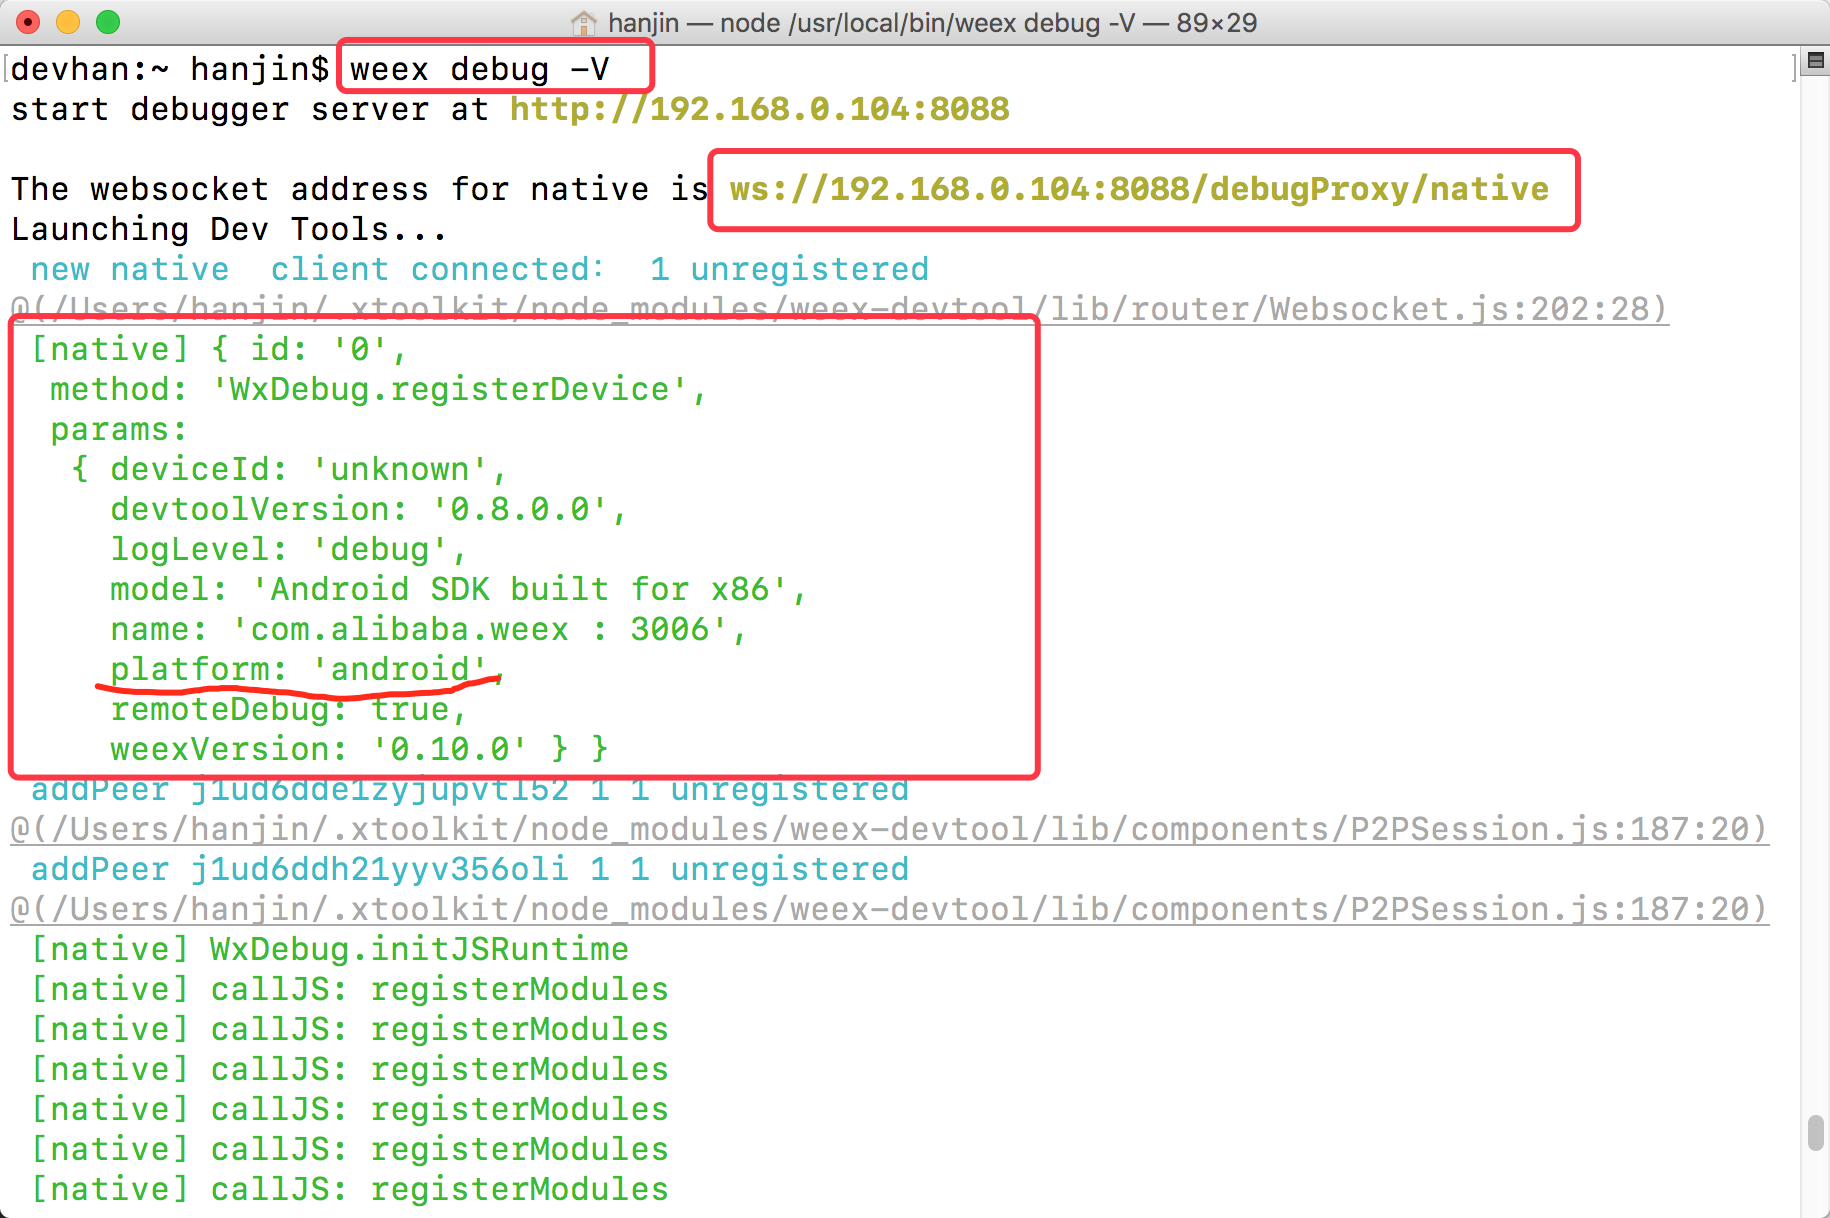 hanjin — node /usr/local/bin/weex debug -V — 89×29
[devhan:~ hanjin$ weex debug -V ]
start debugger server at http://192.168.0.104:8088
The websocket address for native is ws://192.168.0.104:8088/debugProxy/native
Launching Dev Tools...
new native  client connected:  1 unregistered
@(/Users/hanjin/.xtoolkit/node_modules/weex-devtool/lib/router/Websocket.js:202:28)
[native] { id: '0',
method: 'WxDebug.registerDevice',
params:
{ deviceId: 'unknown',
devtoolVersion: '0.8.0.0',
logLevel: 'debug',
model: 'Android SDK built for x86',
name: 'com.alibaba.weex : 3006',
platform: 'android',
remoteDebug: true,
weexVersion: '0.10.0' } }
addPeer j1ud6dde1zyjupvtl52 1 1 unregistered
@(/Users/hanjin/.xtoolkit/node_modules/weex-devtool/lib/components/P2PSession.js:187:20)
addPeer j1ud6ddh21yyv356oli 1 1 unregistered
@(/Users/hanjin/.xtoolkit/node_modules/weex-devtool/lib/components/P2PSession.js:187:20)
[native] WxDebug.initJSRuntime
[native] callJS: registerModules
[native] callJS: registerModules
[native] callJS: registerModules
[native] callJS: registerModules
[native] callJS: registerModules
[native] callJS: registerModules